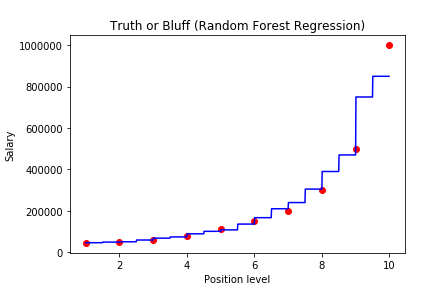 Truth or Bluff (Random Forest Regression)
1000000
800000
600000
400000
200000
0
Salary
2 4 6 8 10
Position level